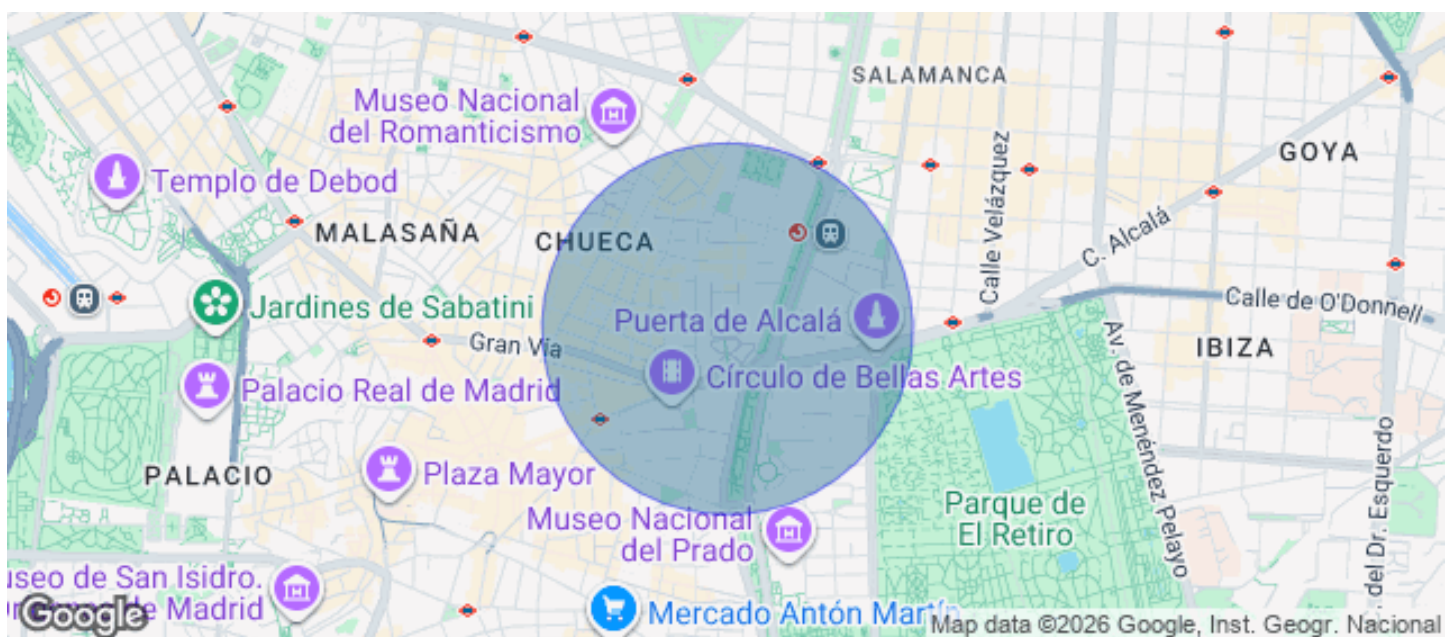 SALAMANCA
Museo Nacional
del Romanticismo
Calle Velázquez
GOYA
Templo de Debod
MALASAÑA
CHUECA
C. Alcalá
Jardines de Sabatini
Puerta de Alcalá
Calle de O'Donnell
Gran Vía
IBIZA
Círculo de Bellas Artes
Palacio Real de Madrid
Av. de Menéndez Pelayo
PALACIO
Plaza Mayor
Parque de
El Retiro
del Dr. Esquerdo
Museo Nacional
del Prado
useo de San Isidro.
de Madrid
Mercado Antón Martín
Google
Map data ©2026 Google, Inst. Geogr. Nacional